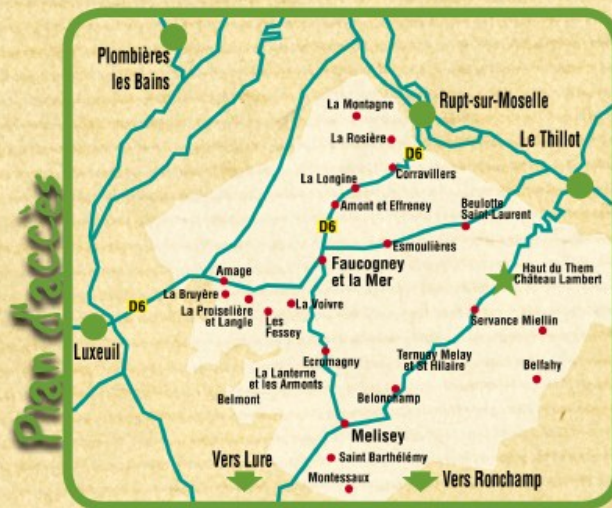 Plan d'accès
Plombières
les Bains
La Montagne
Rupt-sur-Moselle
La Rosière
Le Thillot
D6
Corravillers
La Longine
Amont et Effreney
Beulotte
Saint-Laurent
D6
Esmoulières
Faucogney
et la Mer
Haut du Them
Château Lambert
Amage
La Bruyère
D6
La Proiselière
et Langle
Les
Fessey
La Voivre
Servance Miellin
Luxeuil
Ecromagny
Ternuay Melay
et St Hilaire
Belfahy
La Lanterne
et les Armonts
Belmont
Belonchamp
Melisey
Vers Lure
Saint Barthélémy
Vers Ronchamp
Montessaux